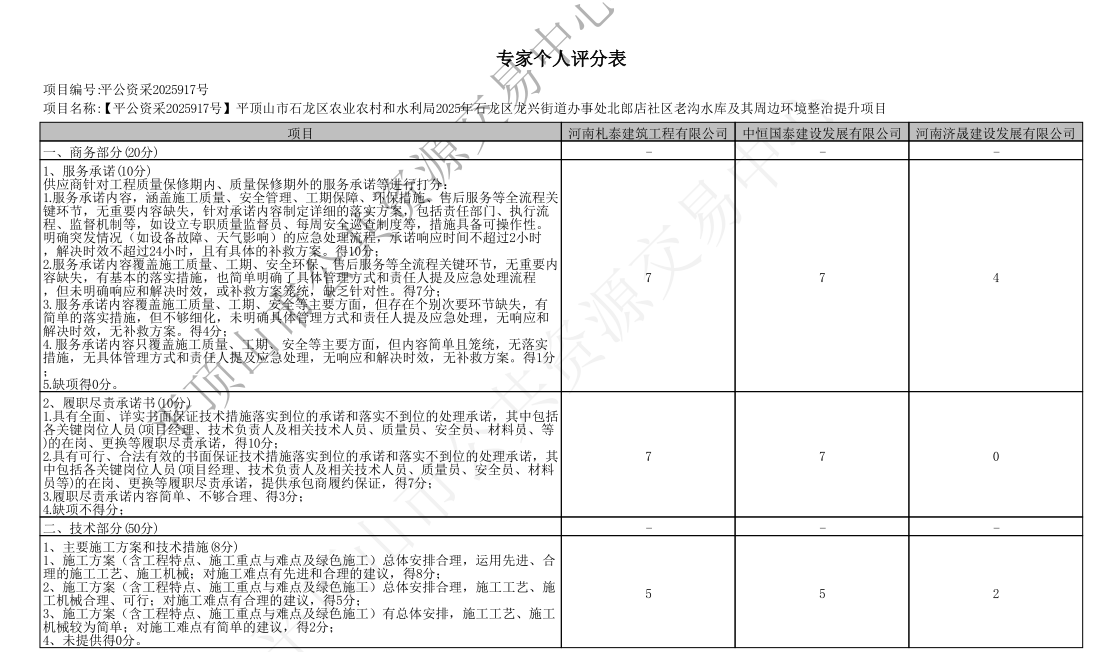 专家个人评分表
项目编号:平公资采2025917号
项目名称:【平公资采2025917号】平顶山市石龙区农业农村和水利局2025年石龙区龙兴街道办事处北郎店社区老沟水库及其周边环境整治提升项目
项目 河南札泰建筑工程有限公司 中恒国泰建设发展有限公司 河南济晟建设发展有限公司
一、商务部分(20分) - - -
1、服务承诺(10分)
供应商针对工程质量保修期内、质量保修期外的服务承诺等进行打分:
1.服务承诺内容，涵盖施工质量、安全管理、工期保障、环保措施、售后服务等全流程关
键环节，无重要内容缺失，针对承诺内容制定详细的落实方案，包括责任部门、执行流
程、监督机制等，如设立专职质量监督员、每周安全巡查制度等，措施具备可操作性。
明确突发情况（如设备故障、天气影响）的应急处理流程，承诺响应时间不超过2小时
，解决时效不超过24小时，且有具体的补救方案。得10分；
2.服务承诺内容覆盖施工质量、工期、安全环保、售后服务等全流程关键环节，无重要内
容缺失，有基本的落实措施，也简单明确了具体管理方式和责任人提及应急处理流程
，但未明确响应和解决时效，或补救方案笼统，缺乏针对性。得7分；
3.服务承诺内容覆盖施工质量、工期、安全等主要方面，但存在个别次要环节缺失，有
简单的落实措施，但不够细化，未明确具体管理方式和责任人提及应急处理，无响应和
解决时效，无补救方案。得4分；
4.服务承诺内容只覆盖施工质量、工期、安全等主要方面，但内容简单且笼统，无落实
措施，无具体管理方式和责任人提及应急处理，无响应和解决时效，无补救方案。得1分
；
5.缺项得0分。
7 7 4
2、履职尽责承诺书(10分)
1.具有全面、详实书面保证技术措施落实到位的承诺和落实不到位的处理承诺，其中包括
各关键岗位人员(项目经理、技术负责人及相关技术人员、质量员、安全员、材料员、等
)的在岗、更换等履职尽责承诺，得10分；
2.具有可行、合法有效的书面保证技术措施落实到位的承诺和落实不到位的处理承诺，其
中包括各关键岗位人员(项目经理、技术负责人及相关技术人员、质量员、安全员、材料
员等)的在岗、更换等履职尽责承诺，提供承包商履约保证，得7分；
3.履职尽责承诺内容简单、不够合理、得3分；
4.缺项不得分；
7 7 0
二、技术部分(50分) - - -
1、主要施工方案和技术措施(8分)
1、施工方案（含工程特点、施工重点与难点及绿色施工）总体安排合理，运用先进、合
理的施工工艺、施工机械；对施工难点有先进和合理的建议，得8分；
2、施工方案（含工程特点、施工重点与难点及绿色施工）总体安排合理，施工工艺、施
工机械合理、可行；对施工难点有合理的建议，得5分；
3、施工方案（含工程特点、施工重点与难点及绿色施工）有总体安排，施工工艺、施工
机械较为简单；对施工难点有简单的建议，得2分；
4、未提供得0分。
5 5 2
平顶山市公共资源交易中心
山市公共资源交易中